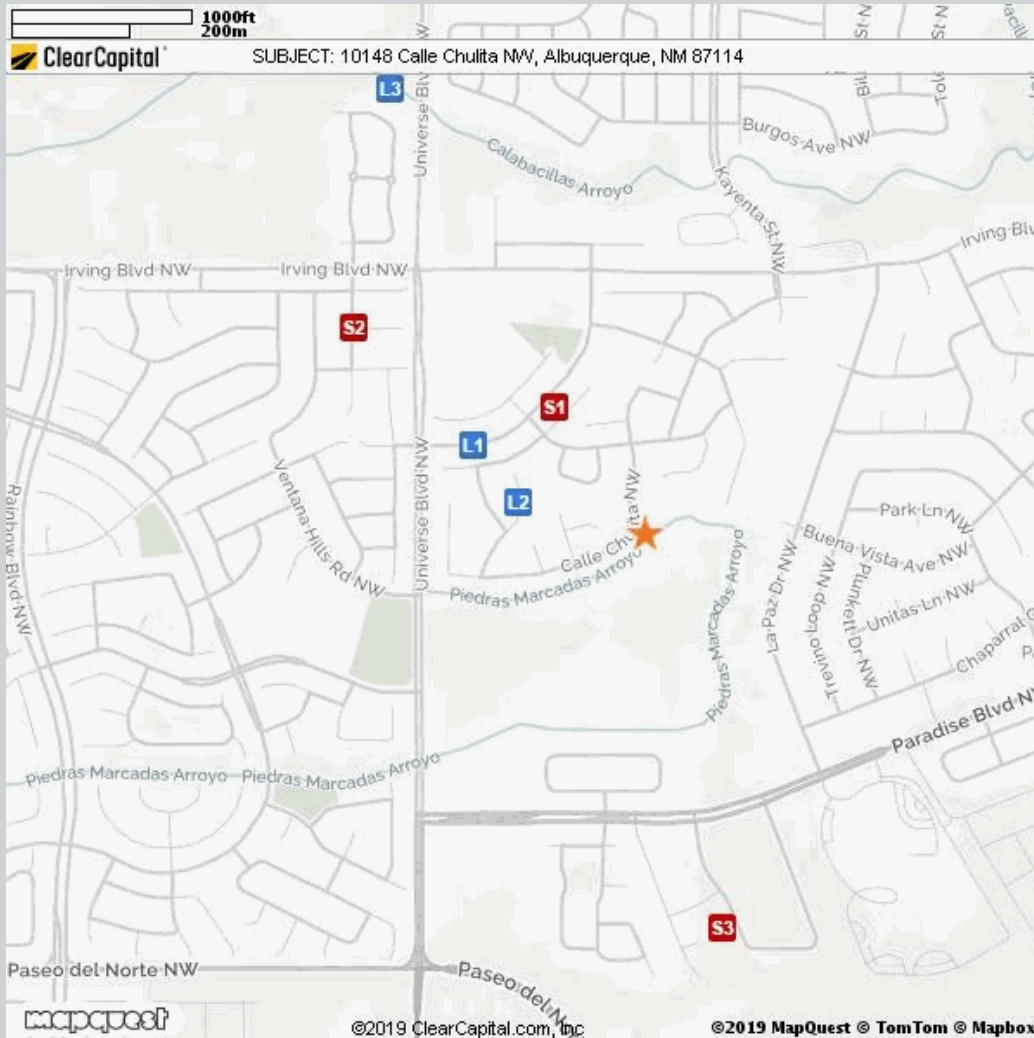 1000ft
200m
ClearCapital
SUBJECT: 10148 Calle Chulita NW, Albuquerque, NM 87114
L3
Universe Blv
Burgos Ave NW
Calabacillas Arroyo
Kayenta St NW
Irving Blvd NW
Irving Blvd NW
Irving Blv
S2
S1
L1
L2
Ventana Hills Rd NW
Universe Blvd NW
Rainbow Blvd NW
Calle Chulita NW
Piedras Marcadas Arroyo
Piedras Marcadas Arroyo
La Paz Dr NW
Park Ln NW
Buena Vista Ave NW
Trevino Loop NW
Plunkett Dr NW
Unitas Ln NW
Chaparral
Paradise Blvd NW
Piedras Marcadas Arroyo
Piedras Marcadas Arroyo
S3
Paseo del Norte NW
Paseo del N
mapquest
©2019 ClearCapital.com, Inc
©2019 MapQuest © TomTom © Mapbox